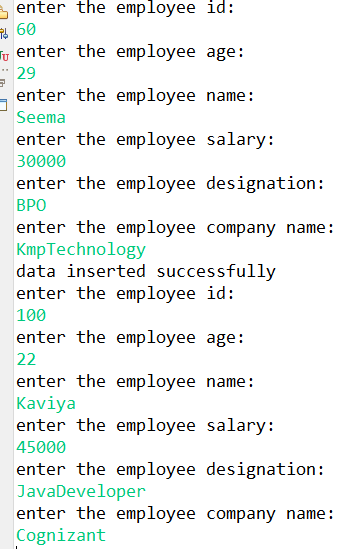 enter the employee id:
60
enter the employee age:
29
enter the employee name:
Seema
enter the employee salary:
30000
enter the employee designation:
BPO
enter the employee company name:
KmpTechnology
data inserted successfully
enter the employee id:
100
enter the employee age:
22
enter the employee name:
Kaviya
enter the employee salary:
45000
enter the employee designation:
JavaDeveloper
enter the employee company name:
Cognizant